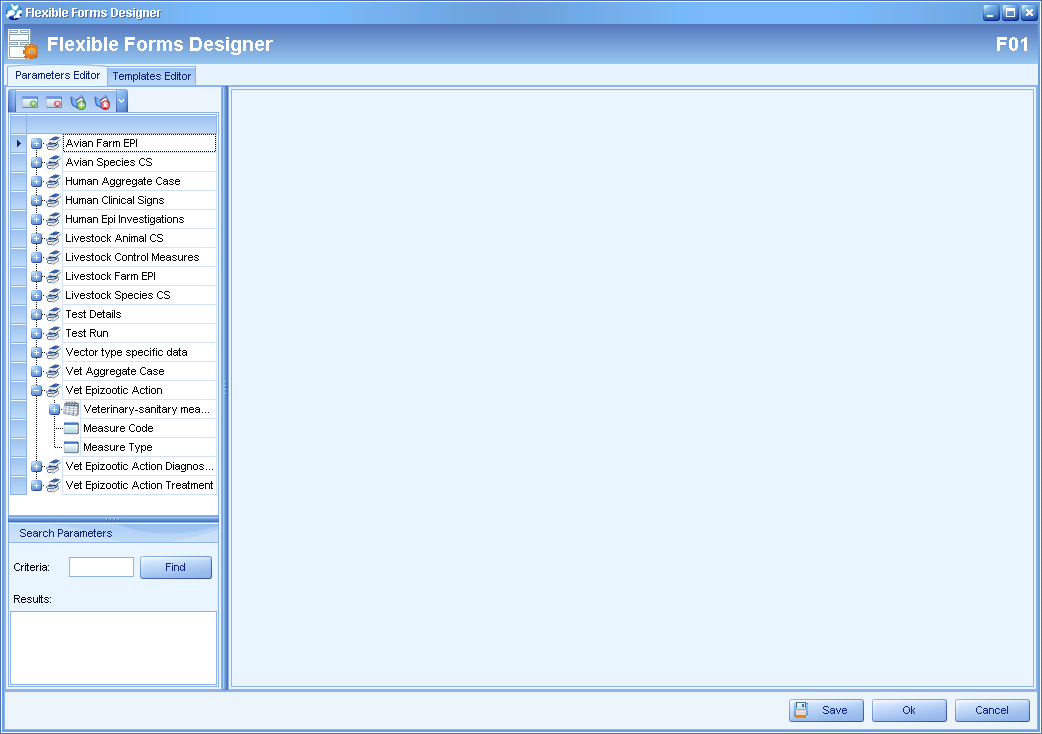 Flexible Forms Designer
Flexible Forms Designer
F01
Parameters Editor
Templates Editor
Avian Farm EPI
Avian Species CS
Human Aggregate Case
Human Clinical Signs
Human Epi Investigations
Livestock Animal CS
Livestock Control Measures
Livestock Farm EPI
Livestock Species CS
Test Details
Test Run
Vector type specific data
Vet Aggregate Case
Vet Epizootic Action
Veterinary-sanitary mea...
Measure Code
Measure Type
Vet Epizootic Action Diagnos...
Vet Epizootic Action Treatment
Search Parameters
Criteria:
Find
Results:
Save
Ok
Cancel